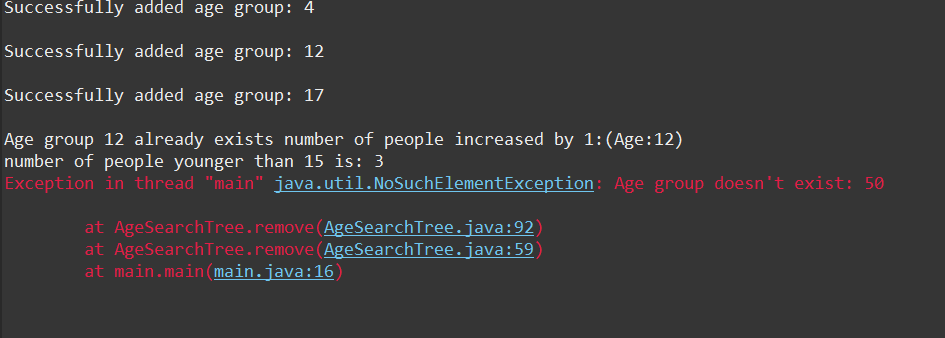 Successfully added age group: 4
Successfully added age group: 12
Successfully added age group: 17
Age group 12 already exists number of people increased by 1:(Age:12)
number of people younger than 15 is: 3
Exception in thread "main" java.util.NoSuchElementException: Age group doesn't exist: 50
at AgeSearchTree.remove(AgeSearchTree.java:92)
at AgeSearchTree.remove(AgeSearchTree.java:59)
at main.main(main.java:16)